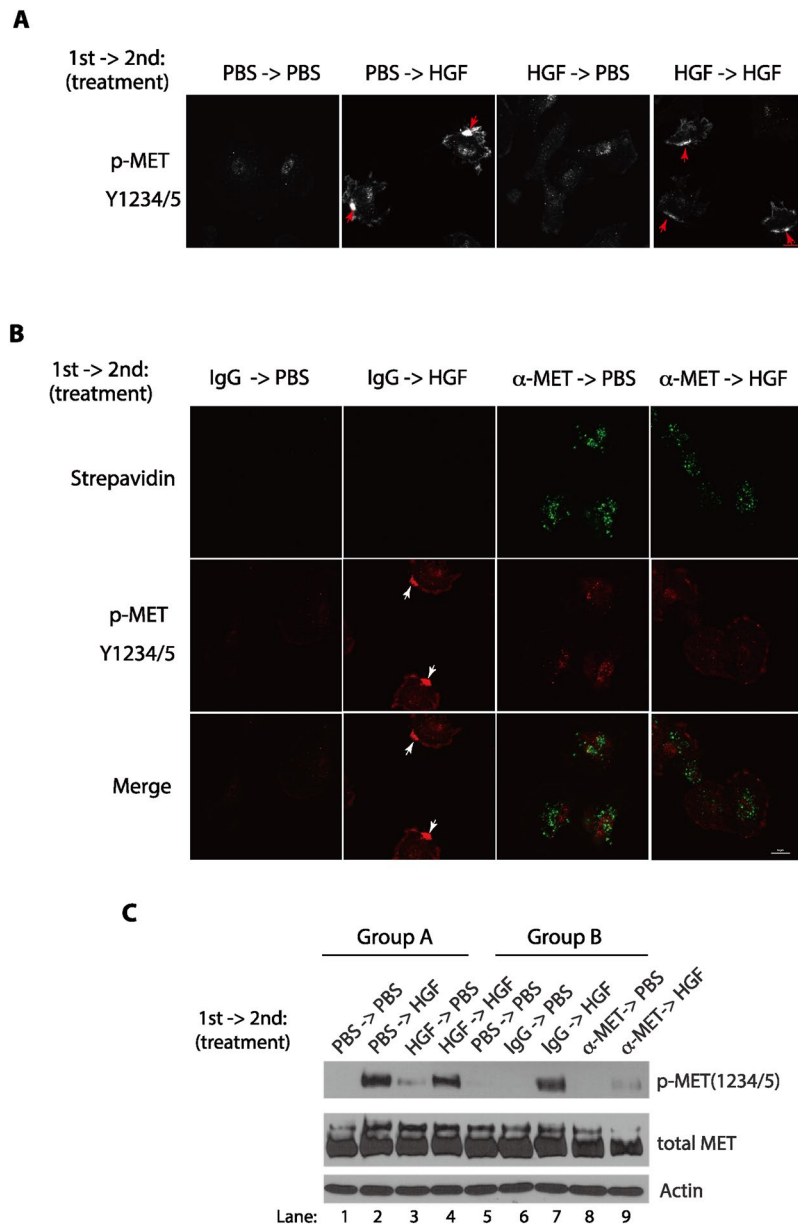 A
1st -> 2nd:
(treatment)
PBS -> PBS
PBS -> HGF
HGF -> PBS
HGF -> HGF
p-MET
Y1234/5
B
1st -> 2nd:
(treatment)
IgG -> PBS
IgG -> HGF
α-MET -> PBS
α-MET -> HGF
Strepavidin
p-MET
Y1234/5
Merge
C
Group A
Group B
1st -> 2nd:
(treatment)
PBS -> PBS
PBS -> HGF
HGF -> PBS
HGF -> HGF
PBS -> PBS
IgG -> PBS
IgG -> HGF
α-MET-> PBS
α-MET-> HGF
p-MET(1234/5)
total MET
Actin
Lane: 1 2 3 4 5 6 7 8 9